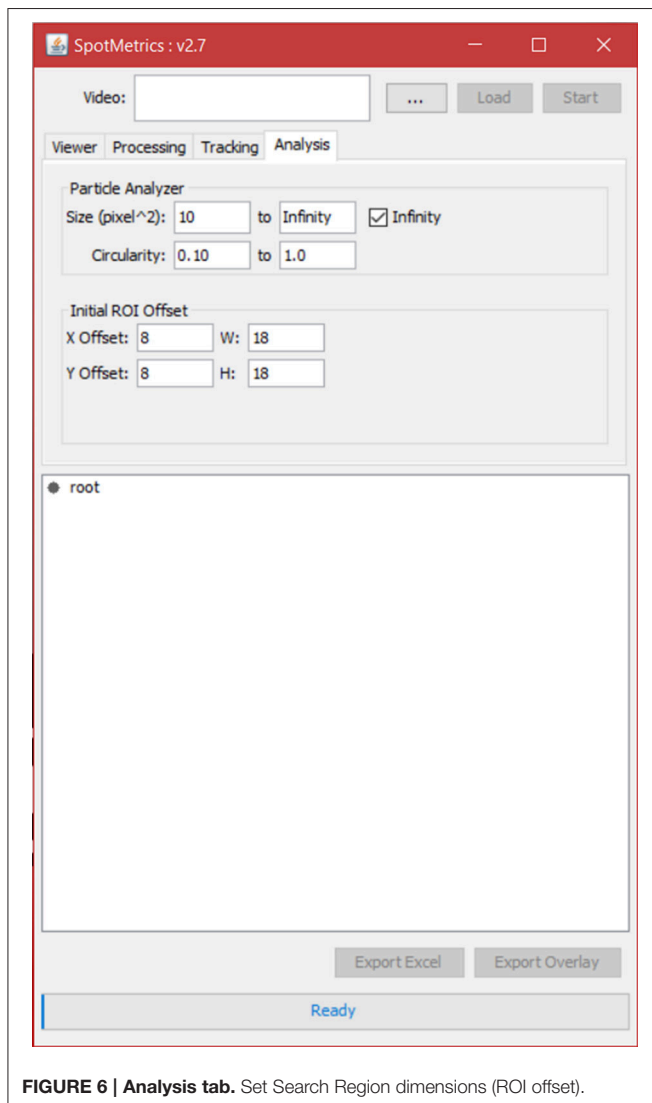 SpotMetrics : v2.7
Video: ... Load Start
Viewer Processing Tracking Analysis
Particle Analyzer
Size (pixel^2): 10 to Infinity Infinity
Circularity: 0.10 to 1.0
Initial ROI Offset
X Offset: 8 W: 18
Y Offset: 8 H: 18
root
Export Excel Export Overlay
Ready
FIGURE 6 | Analysis tab. Set Search Region dimensions (ROI offset).